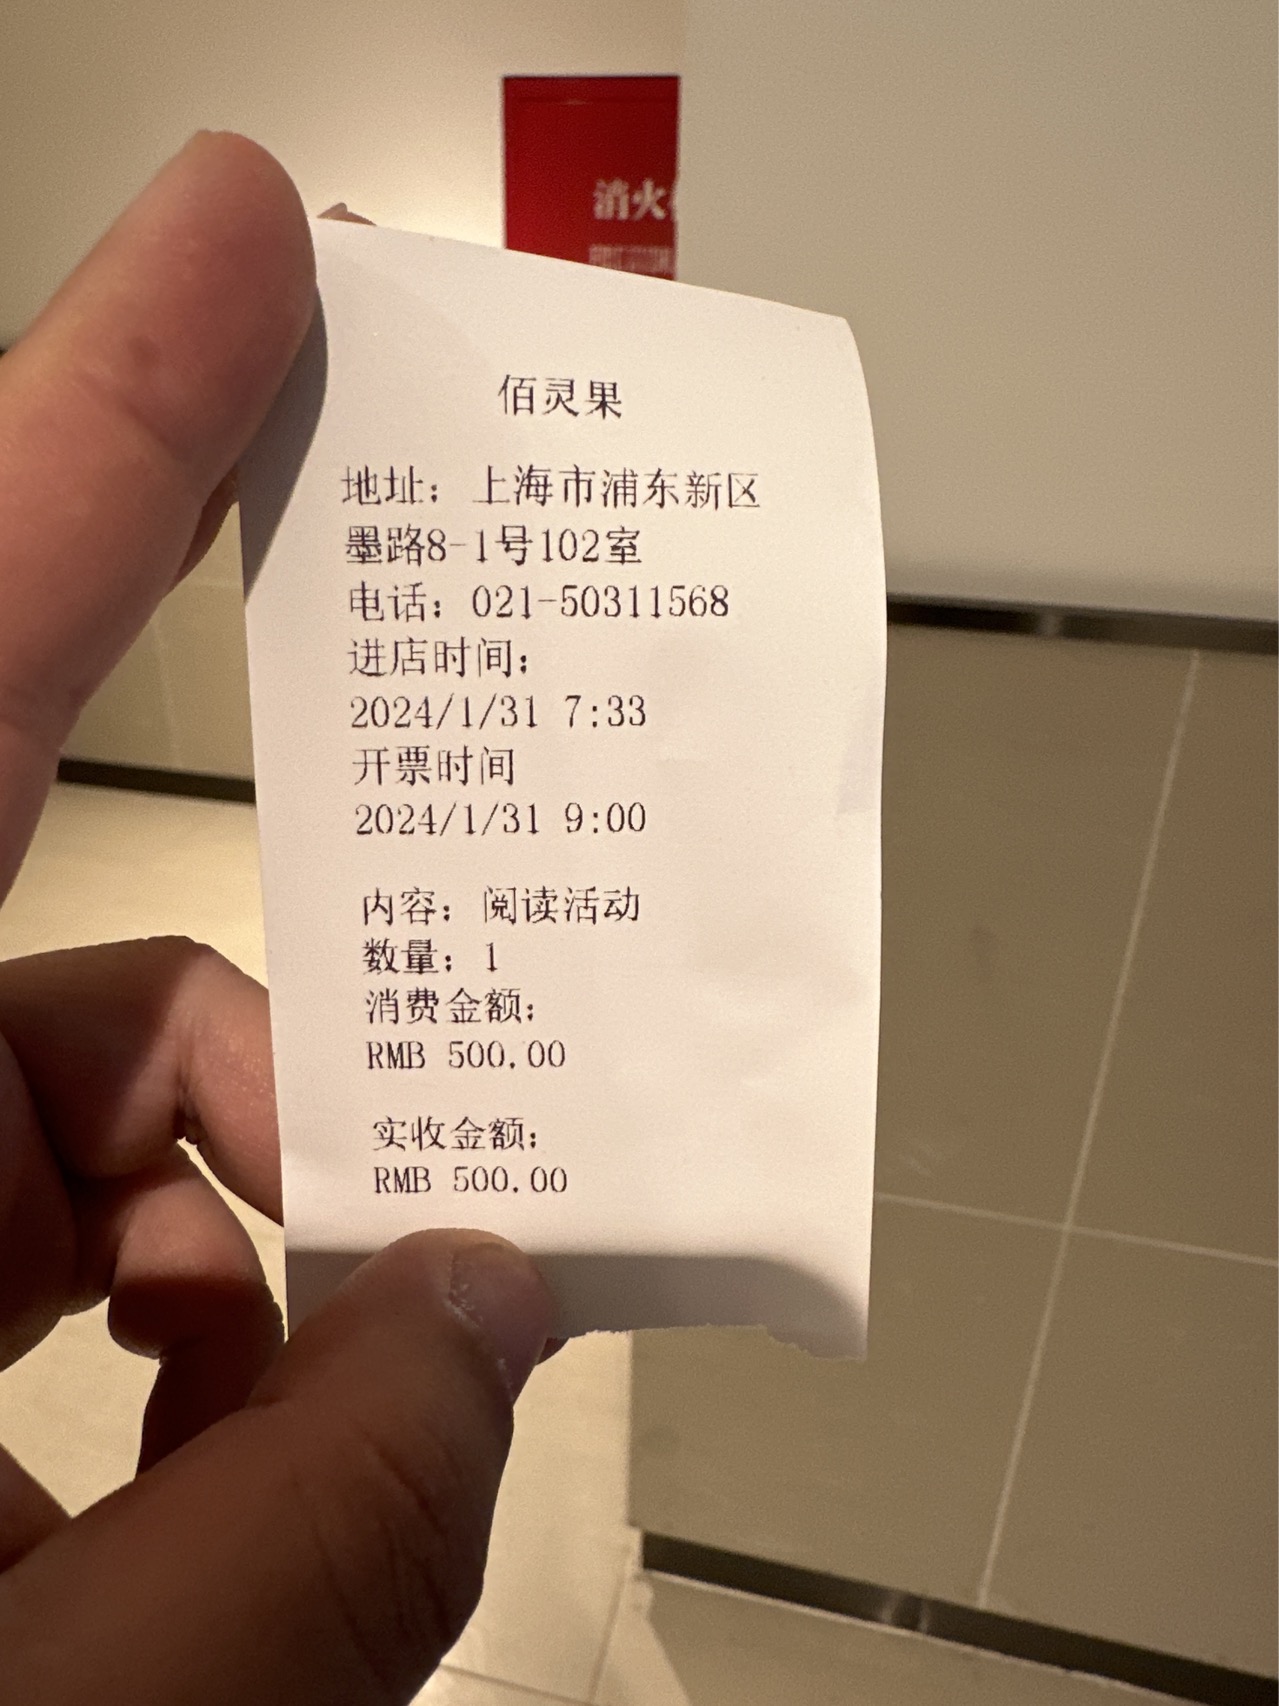 消火
佰灵果
地址：上海市浦东新区
墨路8-1号102室
电话：021-50311568
进店时间：
2024/1/31 7:33
开票时间
2024/1/31 9:00
内容：阅读活动
数量：1
消费金额：
RMB 500.00
实收金额：
RMB 500.00